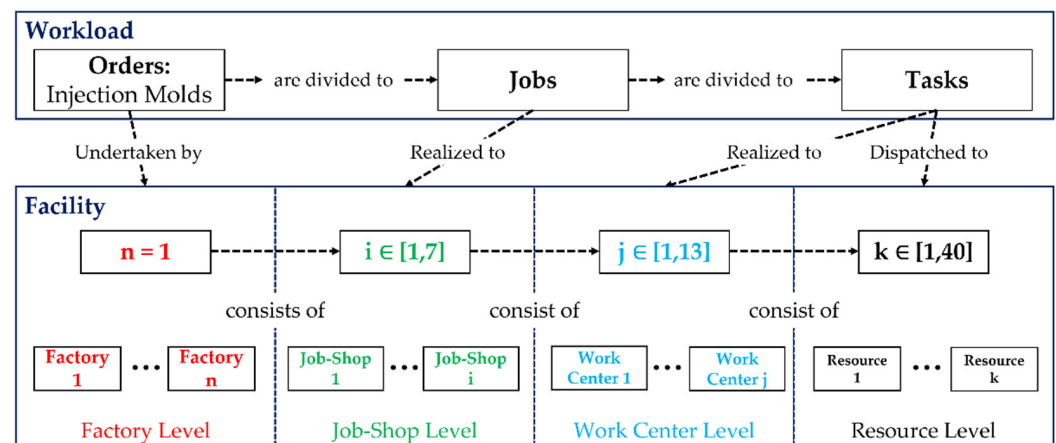 Workload
Orders:
Injection Molds
are divided to
Jobs
are divided to
Tasks
Undertaken by
Realized to
Realized to
Dispatched to
Facility
n = 1
i ∈ [1,7]
j ∈ [1,13]
k ∈ [1,40]
consists of
consist of
consist of
Factory
1
•••
Factory
n
Job-Shop
1
•••
Job-Shop
i
Work
Center 1
•••
Work
Center j
Resource
1
•••
Resource
k
Factory Level
Job-Shop Level
Work Center Level
Resource Level